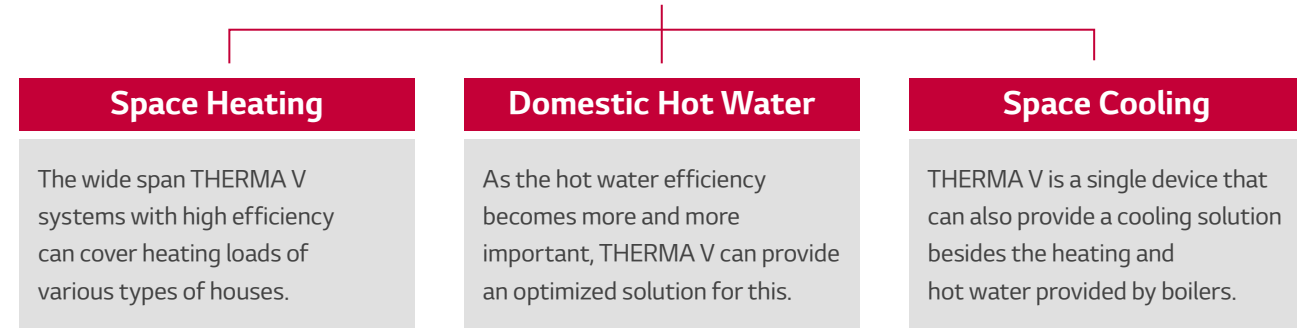 Space Heating
The wide span THERMA V
systems with high efficiency
can cover heating loads of
various types of houses.
Domestic Hot Water
As the hot water efficiency
becomes more and more
important, THERMA V can provide
an optimized solution for this.
Space Cooling
THERMA V is a single device that
can also provide a cooling solution
besides the heating and
hot water provided by boilers.